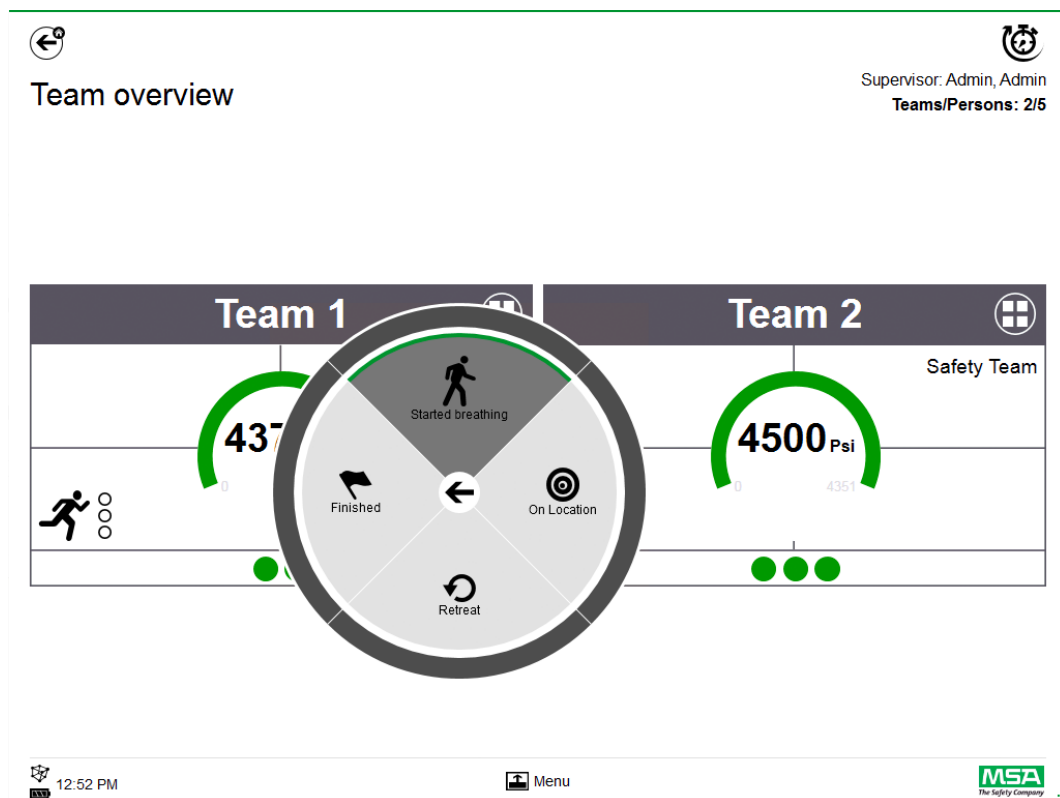 Supervisor: Admin, Admin
Team overview
Teams/Persons: 2/5
Team 1
Team 2
Started breathing
Safety Team
437
4500 Psi
0
0
4351
Finished
On Location
Retreat
12:52 PM
Menu
MSA
The Safety Company